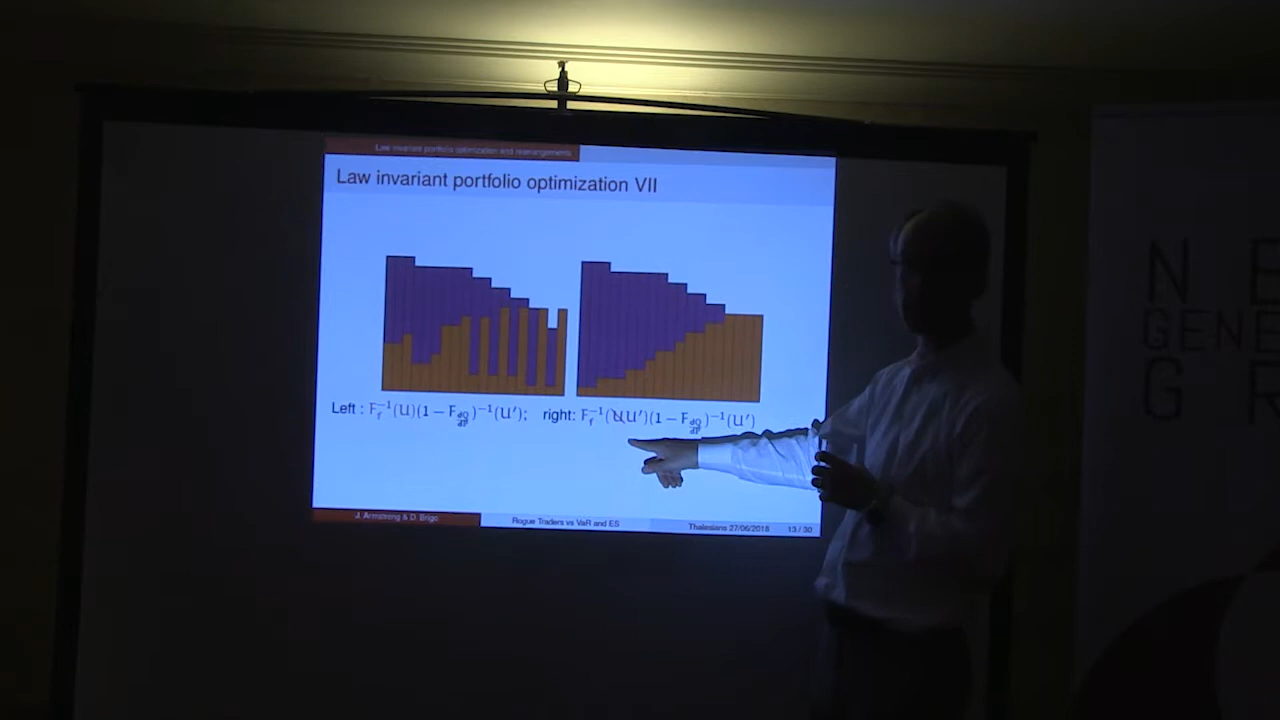 Law invariant portfolio optimization and rearrangements
Law invariant portfolio optimization VII
Left : F_f^{-1}(U)(1 − F_{dQ/dP})^{-1}(U′); right: F_f^{-1}(U̸U′)(1 − F_{dQ/dP})^{-1}(U′)
J. Armstrong & D. Brigo
Rogue Traders vs VaR and ES
Thalesians 27/06/2018 13 / 30
N E
GENE
G R